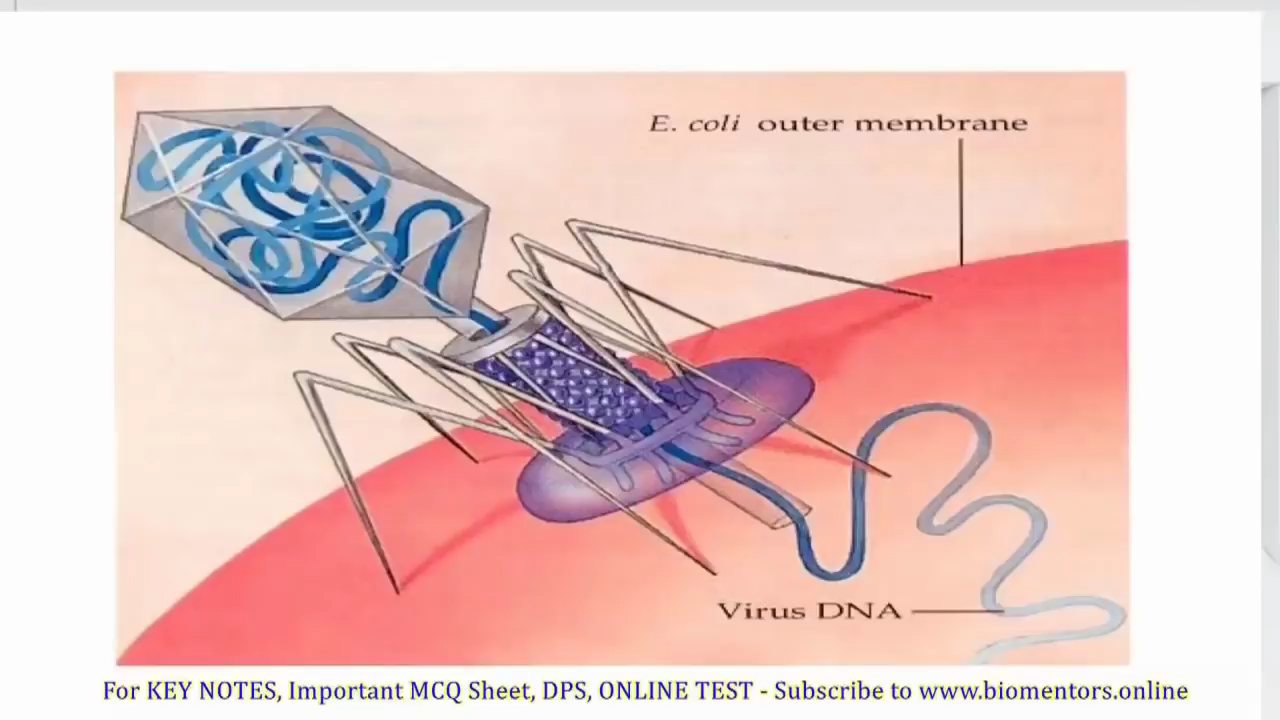 E. coli outer membrane
Virus DNA
For KEY NOTES, Important MCQ Sheet, DPS, ONLINE TEST - Subscribe to www.biomentors.online